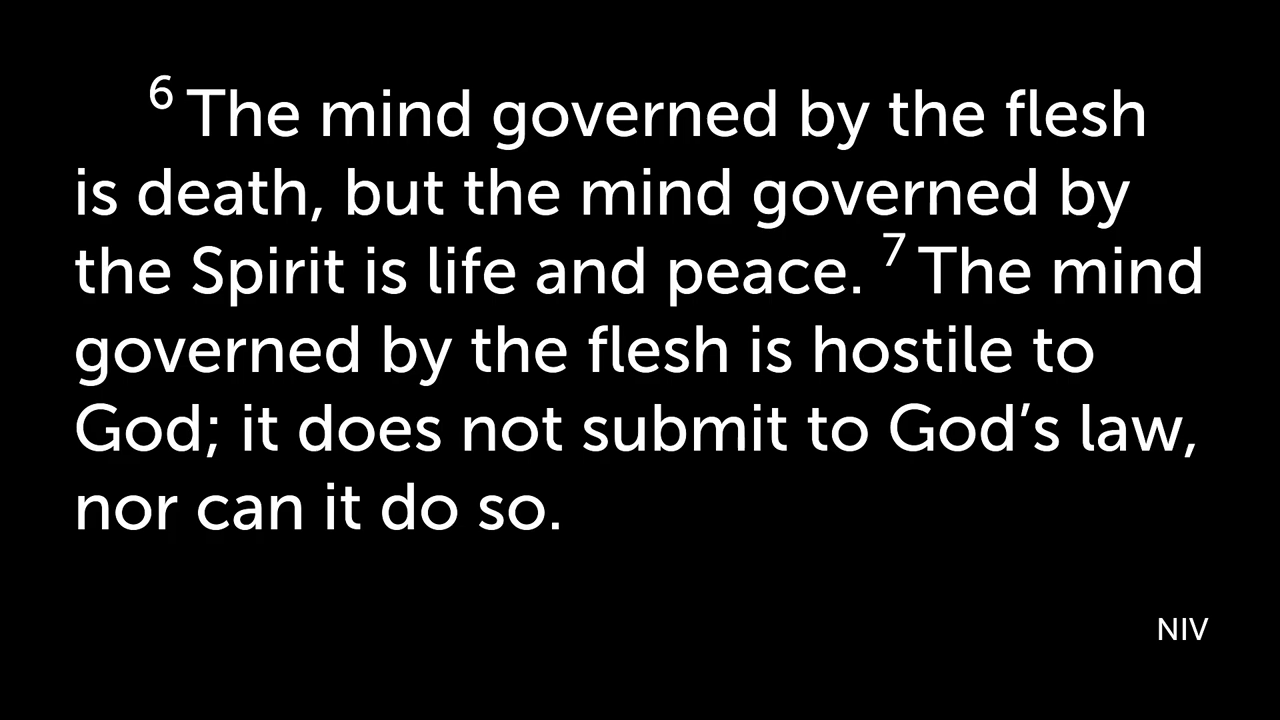 ⁶ The mind governed by the flesh
is death, but the mind governed by
the Spirit is life and peace. ⁷ The mind
governed by the flesh is hostile to
God; it does not submit to God’s law,
nor can it do so.
NIV